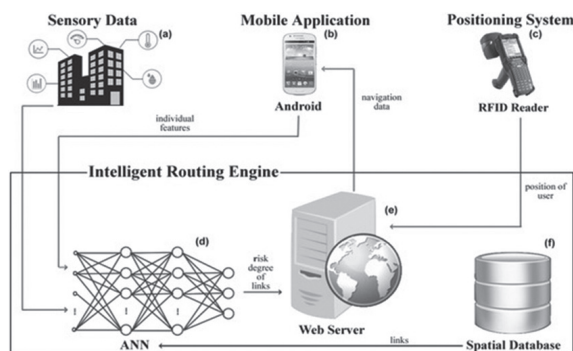 Sensory Data
Mobile Application
Positioning System
(a)
(b)
(c)
Android
RFID Reader
individual
features
navigation
data
Intelligent Routing Engine
position of
user
(d)
(e)
(f)
risk
degree of
links
ANN
Web Server
links
Spatial Database